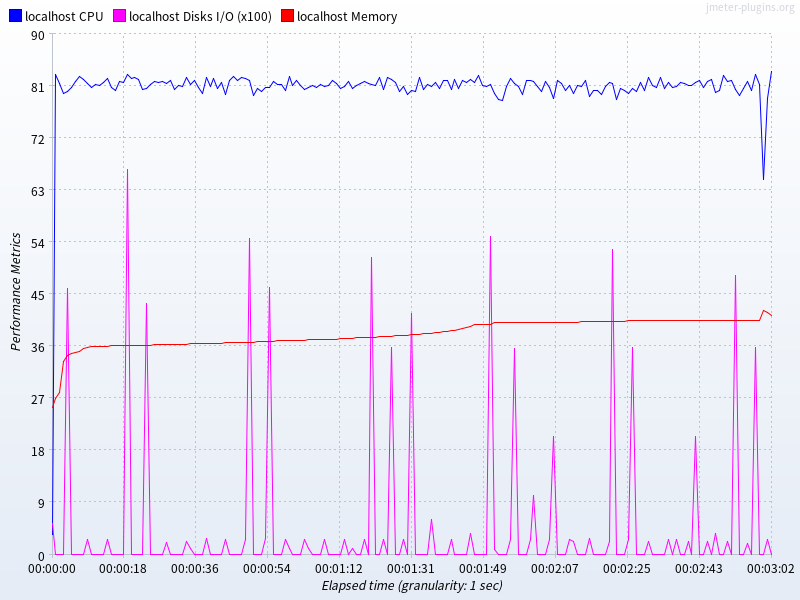 jmeter-plugins.org
localhost CPU localhost Disks I/O (x100) localhost Memory
90
81
72
63
54
45
36
27
18
9
0
Performance Metrics
00:00:00 00:00:18 00:00:36 00:00:54 00:01:12 00:01:31 00:01:49 00:02:07 00:02:25 00:02:43 00:03:02
Elapsed time (granularity: 1 sec)